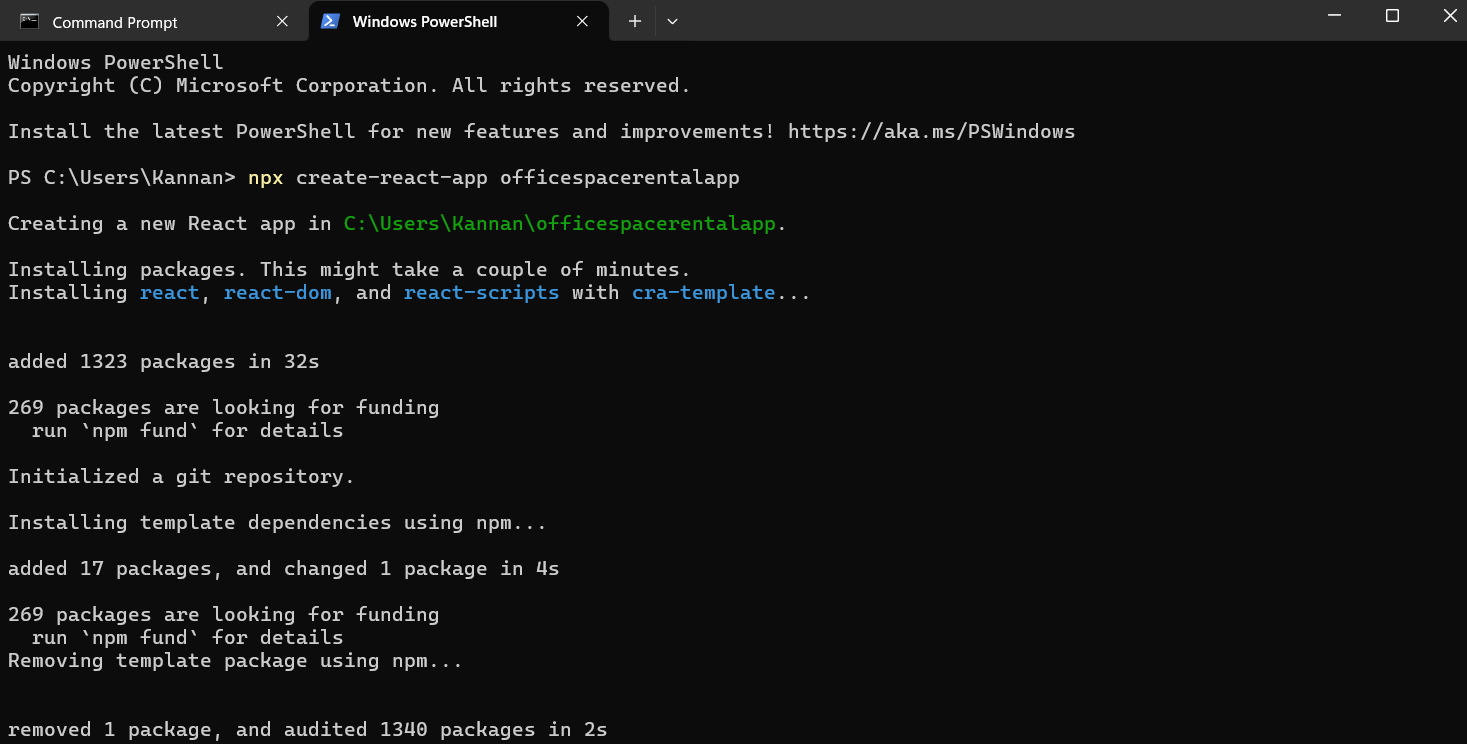 Command Prompt
Windows PowerShell
Windows PowerShell
Copyright (C) Microsoft Corporation. All rights reserved.
Install the latest PowerShell for new features and improvements! https://aka.ms/PSWindows
PS C:\Users\Kannan> npx create-react-app officespacerentalapp
Creating a new React app in C:\Users\Kannan\officespacerentalapp.
Installing packages. This might take a couple of minutes.
Installing react, react-dom, and react-scripts with cra-template...
added 1323 packages in 32s
269 packages are looking for funding
  run `npm fund` for details
Initialized a git repository.
Installing template dependencies using npm...
added 17 packages, and changed 1 package in 4s
269 packages are looking for funding
  run `npm fund` for details
Removing template package using npm...
removed 1 package, and audited 1340 packages in 2s